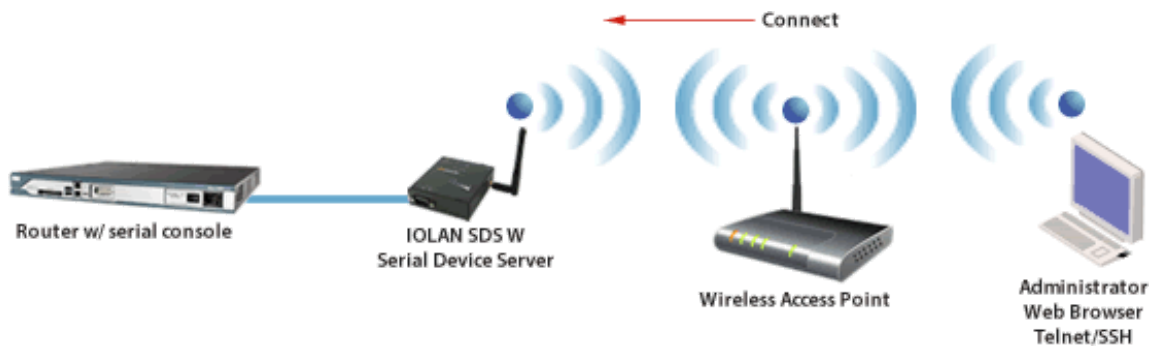 Connect
Router w/ serial console
IOLAN SDS W
Serial Device Server
Wireless Access Point
Administrator
Web Browser
Telnet/SSH